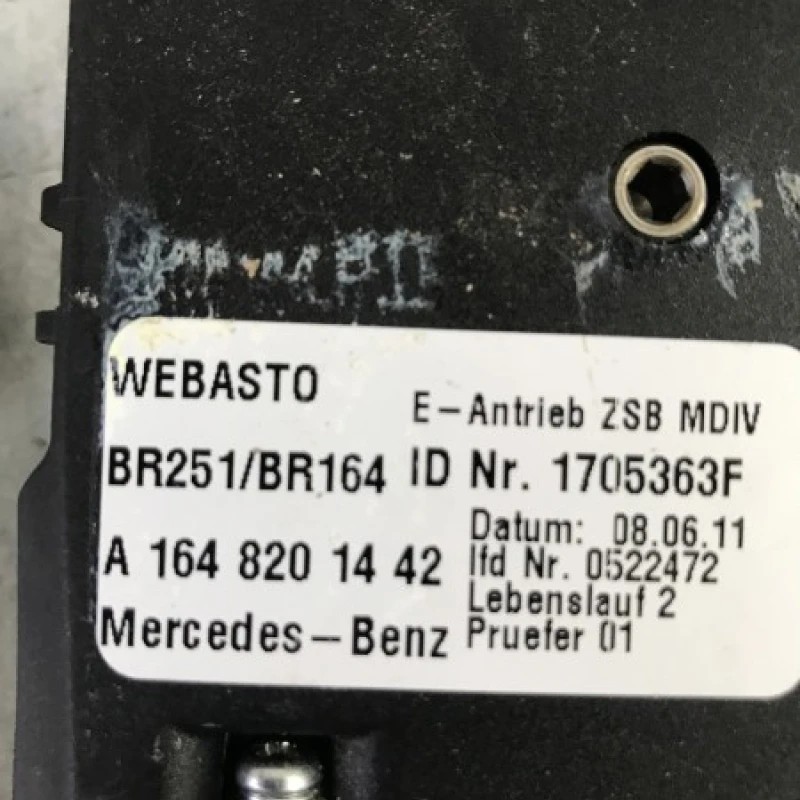 WEBASTO
E-Antrieb ZSB MDIV
BR251/BR164 ID Nr. 1705363F
Datum: 08.06.11
A 164 820 14 42 lfd Nr. 0522472
Lebenslauf 2
Mercedes-Benz Pruefer 01